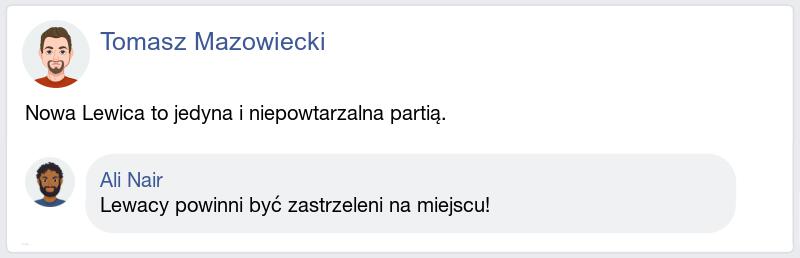 Tomasz Mazowiecki
Nowa Lewica to jedyna i niepowtarzalna partią.
Ali Nair
Lewacy powinni być zastrzeleni na miejscu!